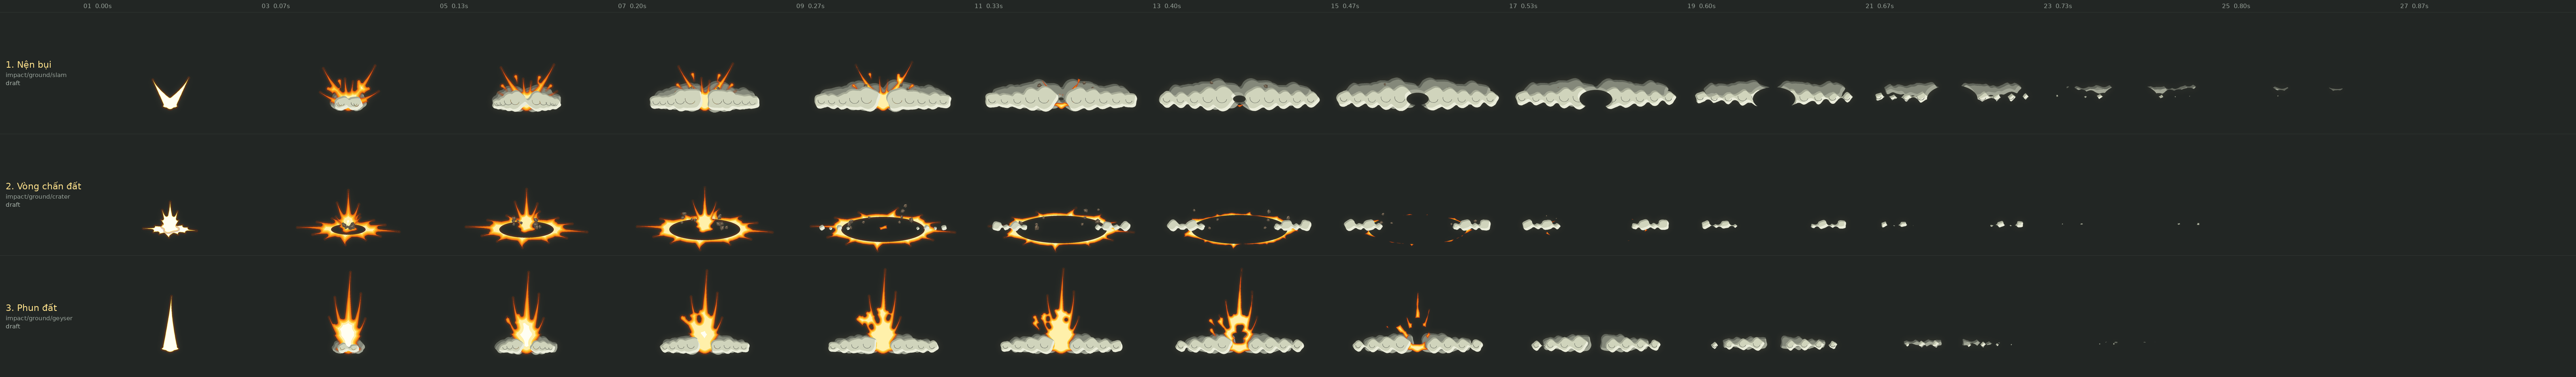 01 0.00s 03 0.07s 05 0.13s 07 0.20s 09 0.27s 11 0.33s 13 0.40s 15 0.47s 17 0.53s 19 0.60s 21 0.67s 23 0.73s 25 0.80s 27 0.87s
1. Nện bụi
impact/ground/slam
draft
2. Vòng chấn đất
impact/ground/crater
draft
3. Phun đất
impact/ground/geyser
draft